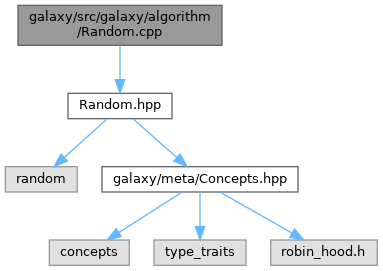 galaxy/src/galaxy/algorithm
/Random.cpp
Random.hpp
random
galaxy/meta/Concepts.hpp
concepts
type_traits
robin_hood.h